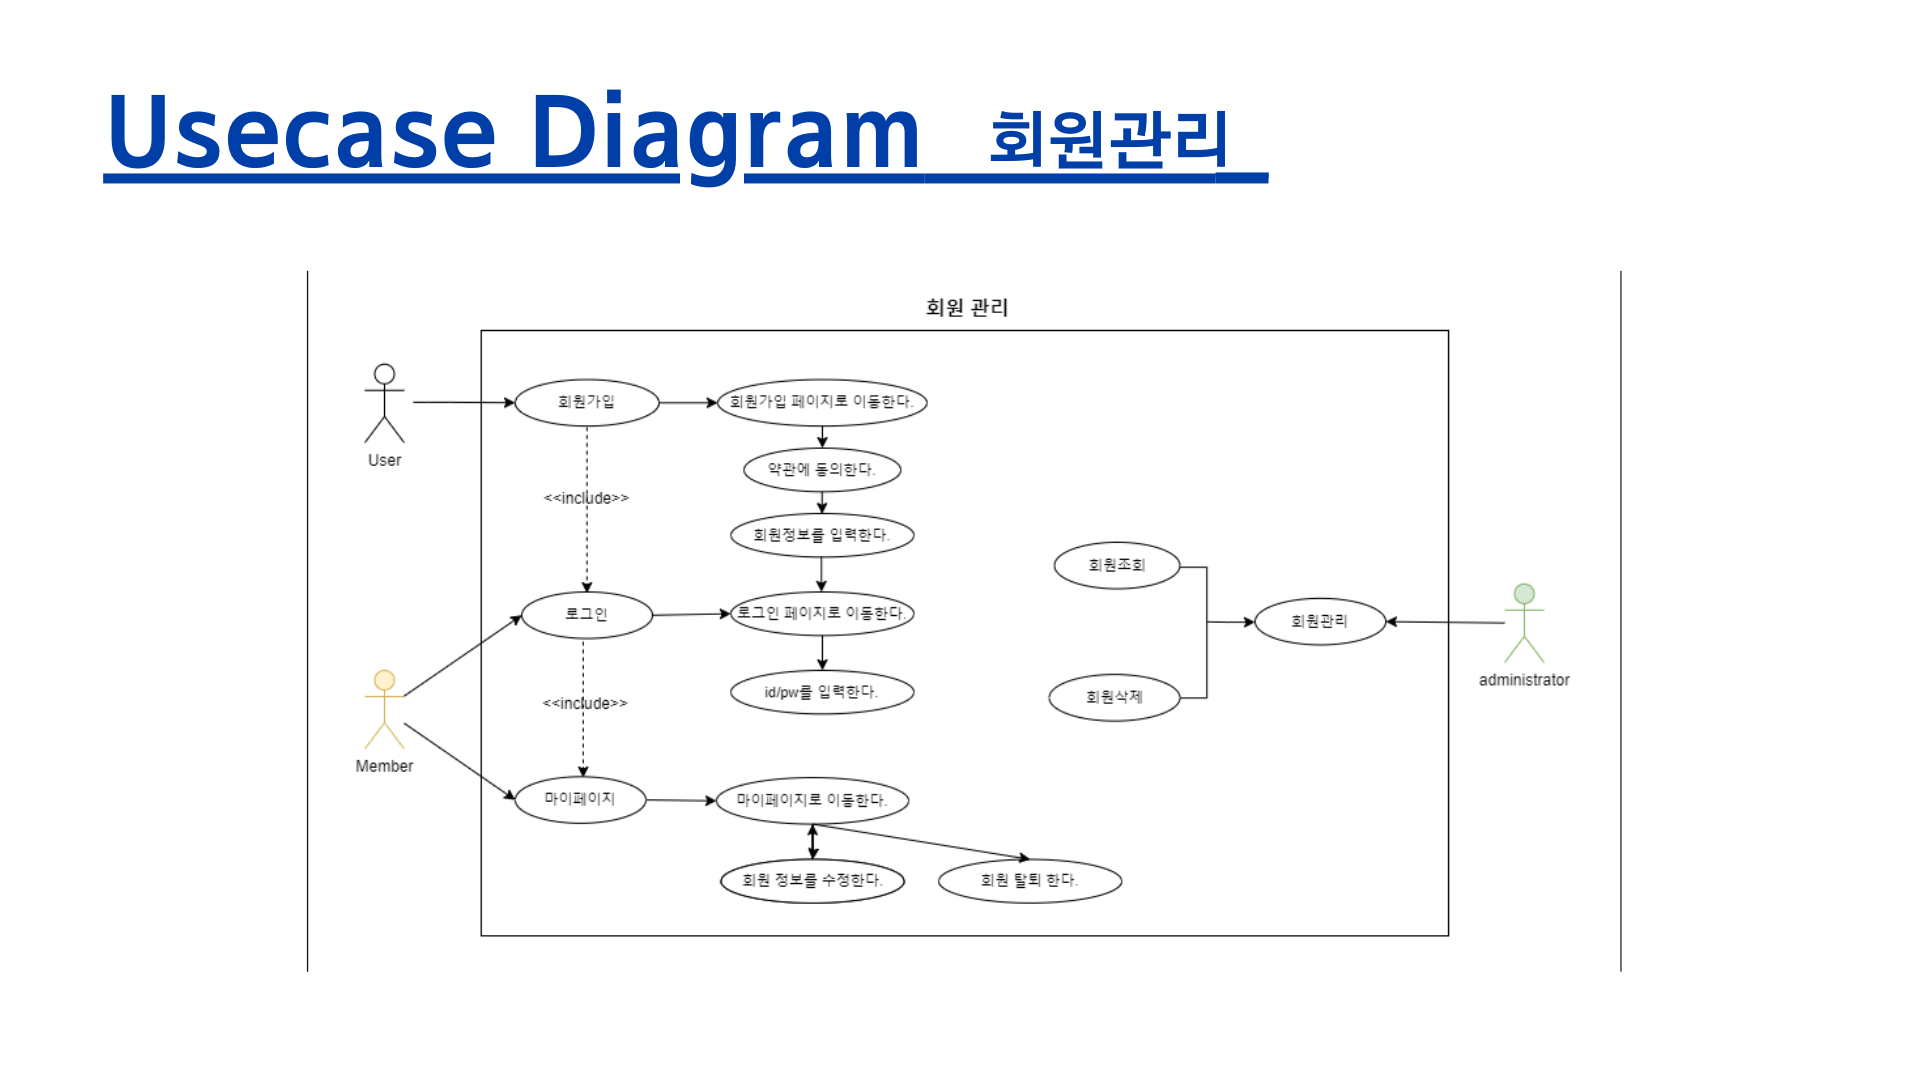 Usecase Diagram 회원관리
회원 관리
User
회원가입
회원가입 페이지로 이동한다.
약관에 동의한다.
<<include>>
회원정보를 입력한다.
로그인
로그인 페이지로 이동한다.
id/pw를 입력한다.
<<include>>
Member
마이페이지
마이페이지로 이동한다.
회원 정보를 수정한다.
회원 탈퇴 한다.
회원조회
회원삭제
회원관리
administrator